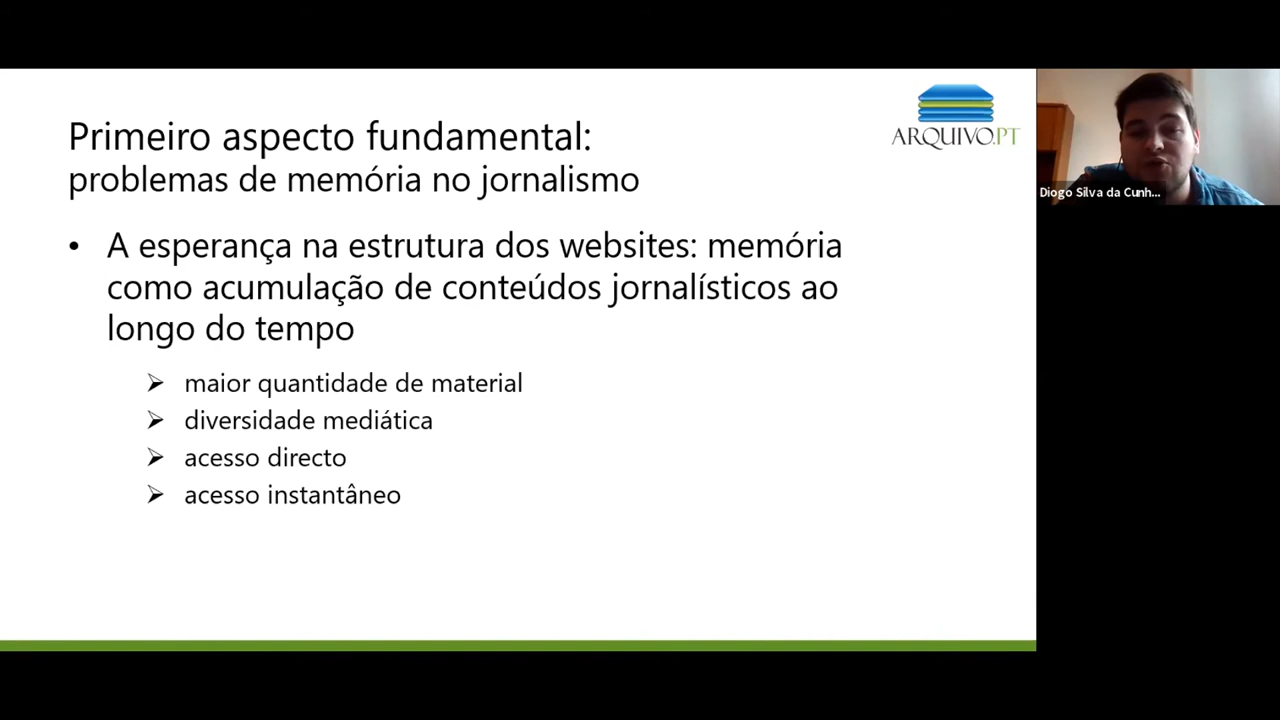 Primeiro aspecto fundamental:
problemas de memória no jornalismo
ARQUIVO.PT
• A esperança na estrutura dos websites: memória
como acumulação de conteúdos jornalísticos ao
longo do tempo
➢ maior quantidade de material
➢ diversidade mediática
➢ acesso directo
➢ acesso instantâneo
Diogo Silva da Cunh...